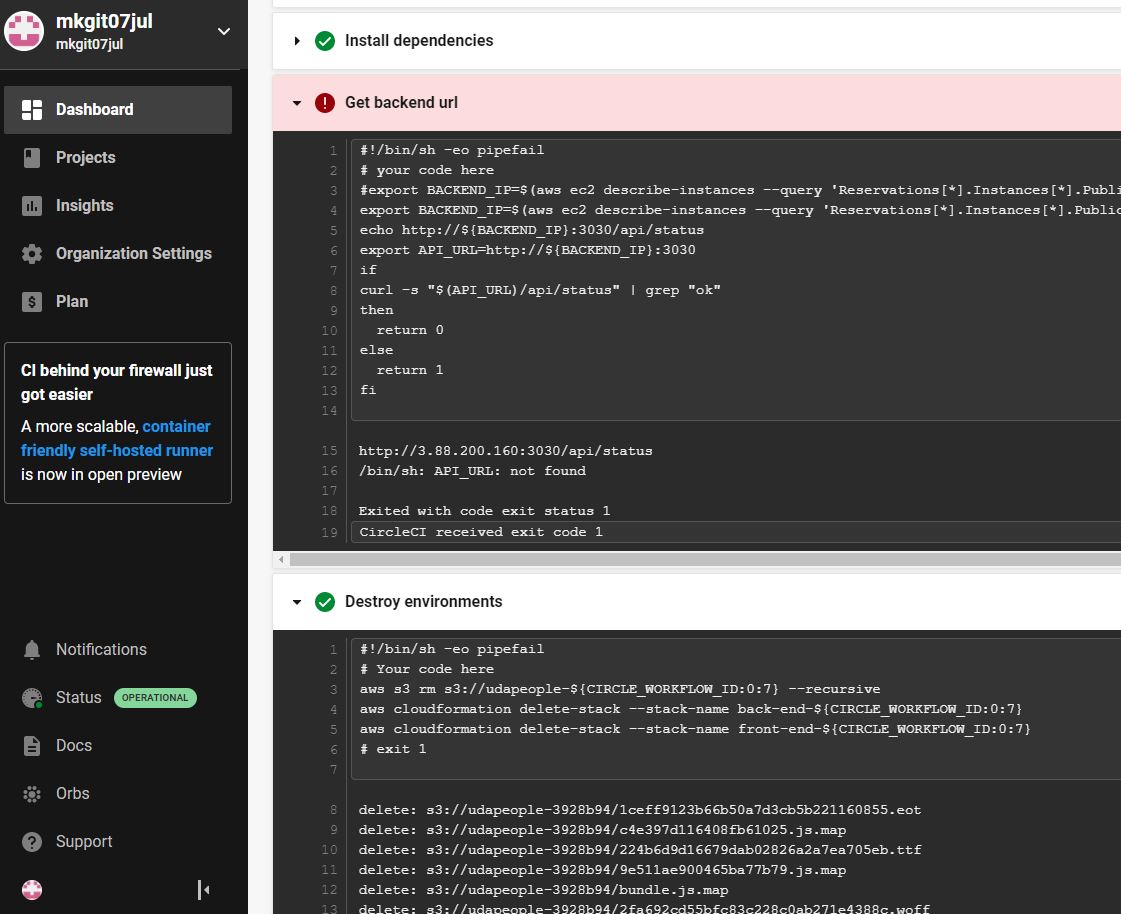 mkgit07jul
mkgit07jul
Dashboard
Projects
Insights
Organization Settings
Plan
$
CI behind your firewall just
got easier
A more scalable, container
friendly self-hosted runner
is now in open preview
Notifications
Status OPERATIONAL
Docs
Orbs
Support
Install dependencies
Get backend url
1 #!/bin/sh -eo pipefail
2 # your code here
3 #export BACKEND_IP=$(aws ec2 describe-instances --query 'Reservations[*].Instances[*].Publi
4 export BACKEND_IP=$(aws ec2 describe-instances --query 'Reservations[*].Instances[*].Public
5 echo http://${BACKEND_IP}:3030/api/status
6 export API_URL=http://${BACKEND_IP}:3030
7 if
8 curl -s "$(API_URL)/api/status" | grep "ok"
9 then
10 return 0
11 else
12 return 1
13 fi
14
15 http://3.88.200.160:3030/api/status
16 /bin/sh: API_URL: not found
17
18 Exited with code exit status 1
19 CircleCI received exit code 1
Destroy environments
1 #!/bin/sh -eo pipefail
2 # Your code here
3 aws s3 rm s3://udapeople-${CIRCLE_WORKFLOW_ID:0:7} --recursive
4 aws cloudformation delete-stack --stack-name back-end-${CIRCLE_WORKFLOW_ID:0:7}
5 aws cloudformation delete-stack --stack-name front-end-${CIRCLE_WORKFLOW_ID:0:7}
6 # exit 1
7
8 delete: s3://udapeople-3928b94/1ceff9123b66b50a7d3cb5b221160855.eot
9 delete: s3://udapeople-3928b94/c4e397d116408fb61025.js.map
10 delete: s3://udapeople-3928b94/224b6d9d16679dab02826a2a7ea705eb.ttf
11 delete: s3://udapeople-3928b94/9e511ae900465ba77b79.js.map
12 delete: s3://udapeople-3928b94/bundle.js.map
13 delete: s3://udapeople-3928b94/2fa692cd55bfc83c228c0ab271e4388c.woff